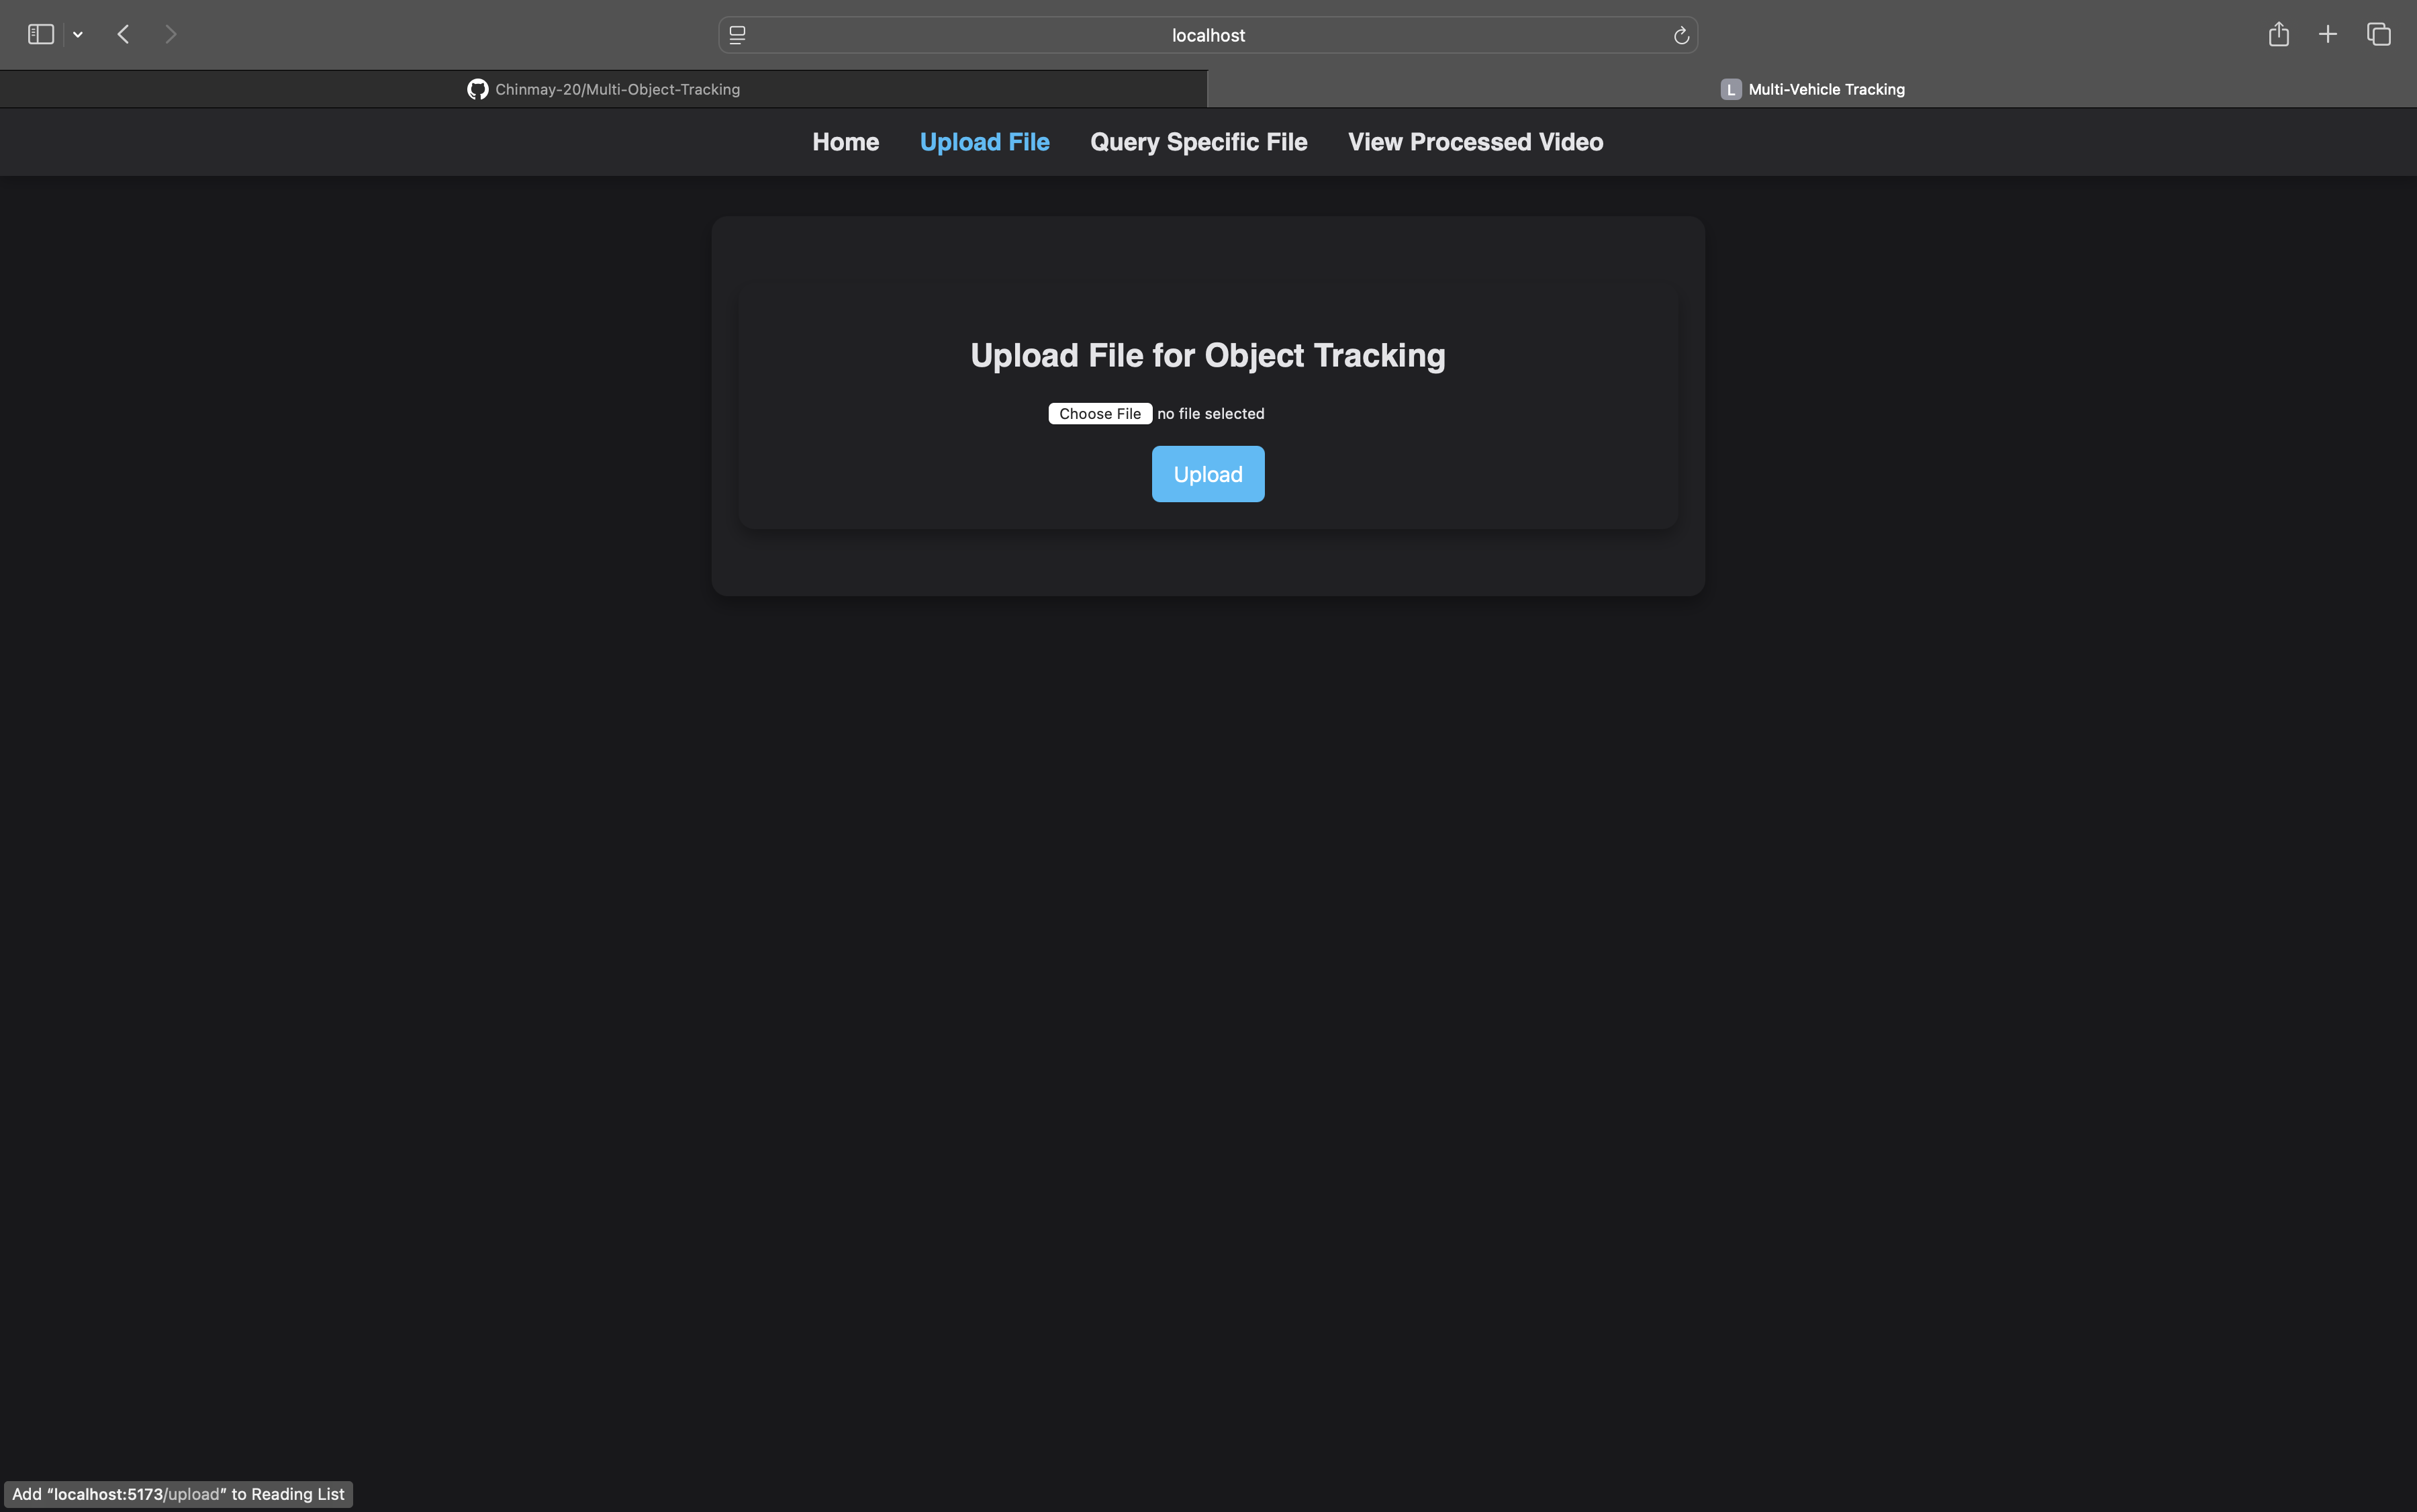 localhost
Chinmay-20/Multi-Object-Tracking
L Multi-Vehicle Tracking
Home Upload File Query Specific File View Processed Video
Upload File for Object Tracking
Choose File no file selected
Upload
Add “localhost:5173/upload” to Reading List